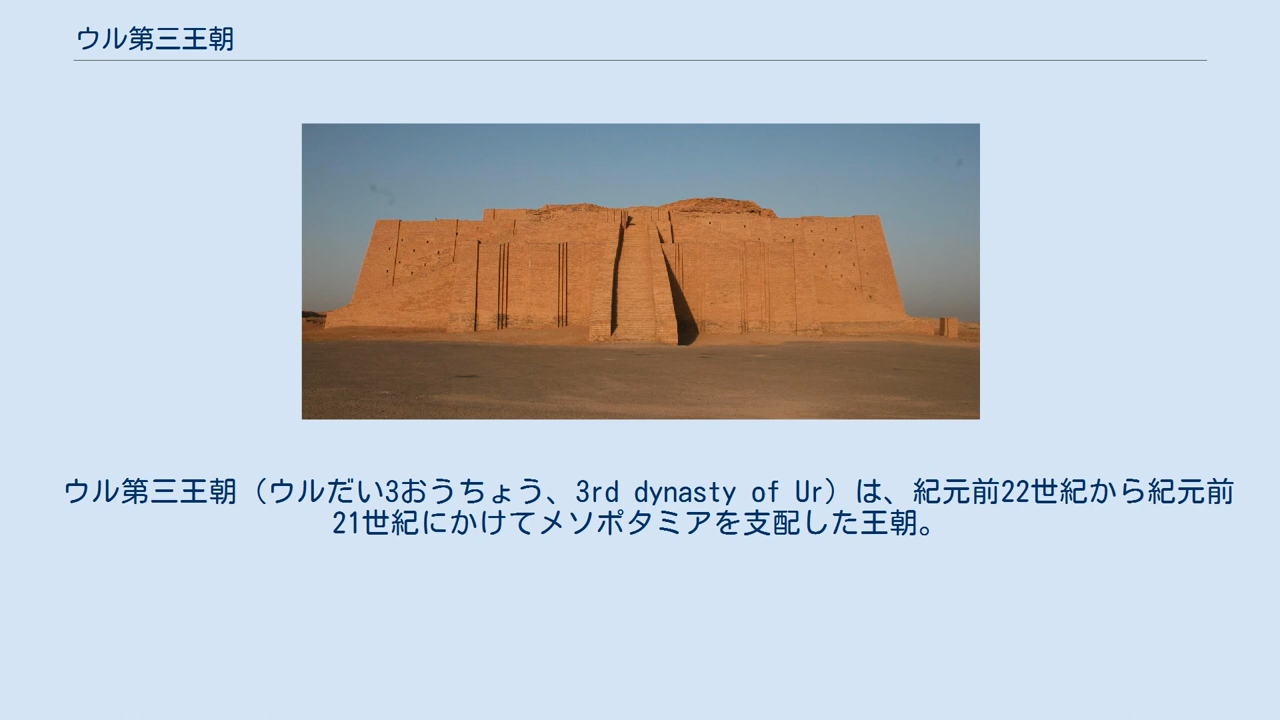 ウル第三王朝
ウル第三王朝（ウルだい3おうちょう、3rd dynasty of Ur）は、紀元前22世紀から紀元前
21世紀にかけてメソポタミアを支配した王朝。